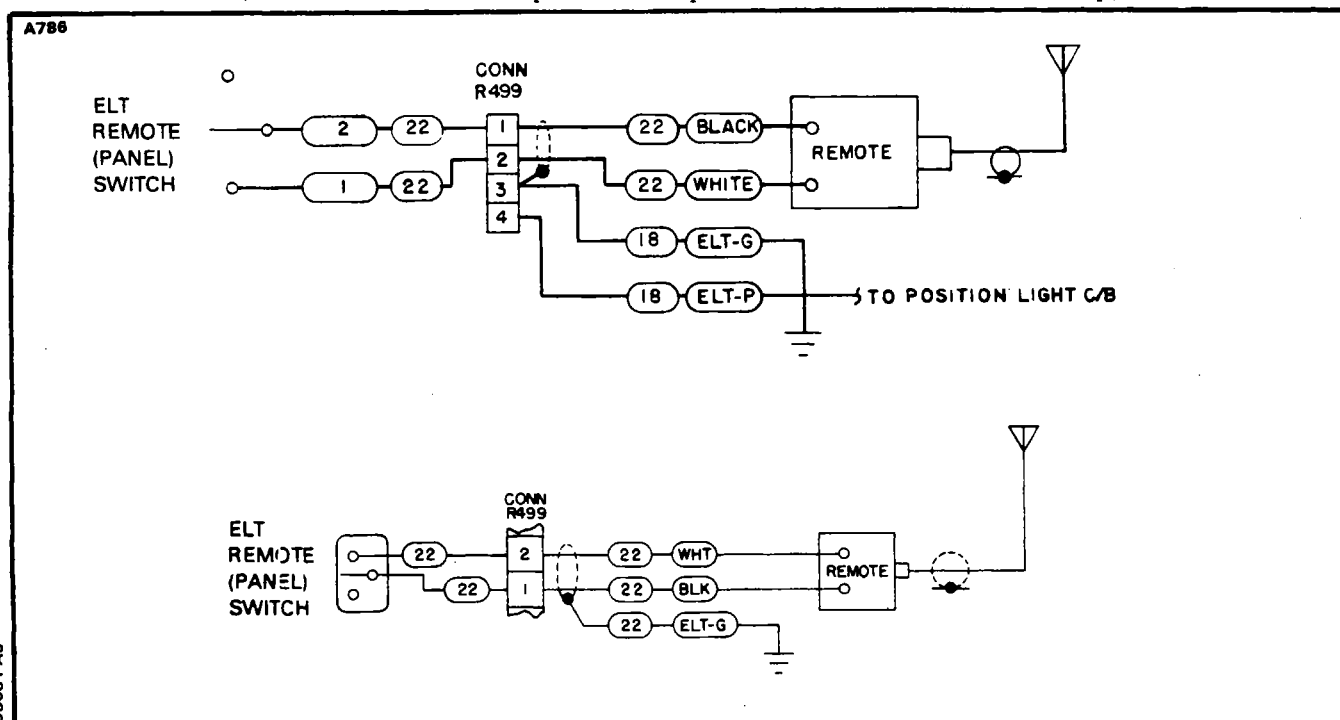 A786
CONN
R499
ELT
REMOTE
(PANEL)
SWITCH
2 22 1 22 BLACK
REMOTE
1 22 2 22 WHITE
3
4
18 ELT-G
18 ELT-P TO POSITION LIGHT C/B
CONN
R499
ELT
REMOTE
(PANEL)
SWITCH
22 2 22 WHT
REMOTE
22 1 22 BLK
22 ELT-G